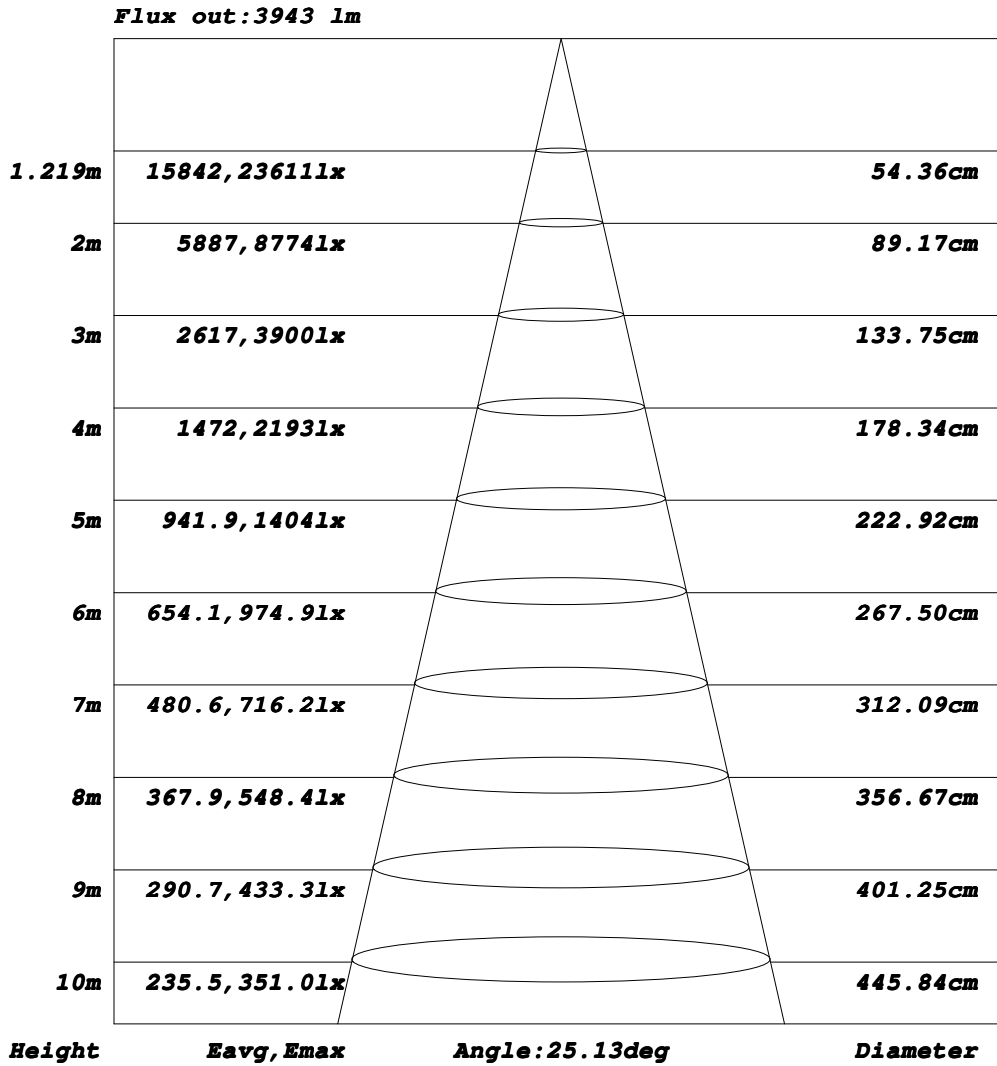 Flux out:3943 lm
1.219m 15842,23611lx 54.36cm
2m 5887,8774lx 89.17cm
3m 2617,3900lx 133.75cm
4m 1472,2193lx 178.34cm
5m 941.9,1404lx 222.92cm
6m 654.1,974.9lx 267.50cm
7m 480.6,716.2lx 312.09cm
8m 367.9,548.4lx 356.67cm
9m 290.7,433.3lx 401.25cm
10m 235.5,351.0lx 445.84cm
Height Eavg,Emax Angle:25.13deg Diameter